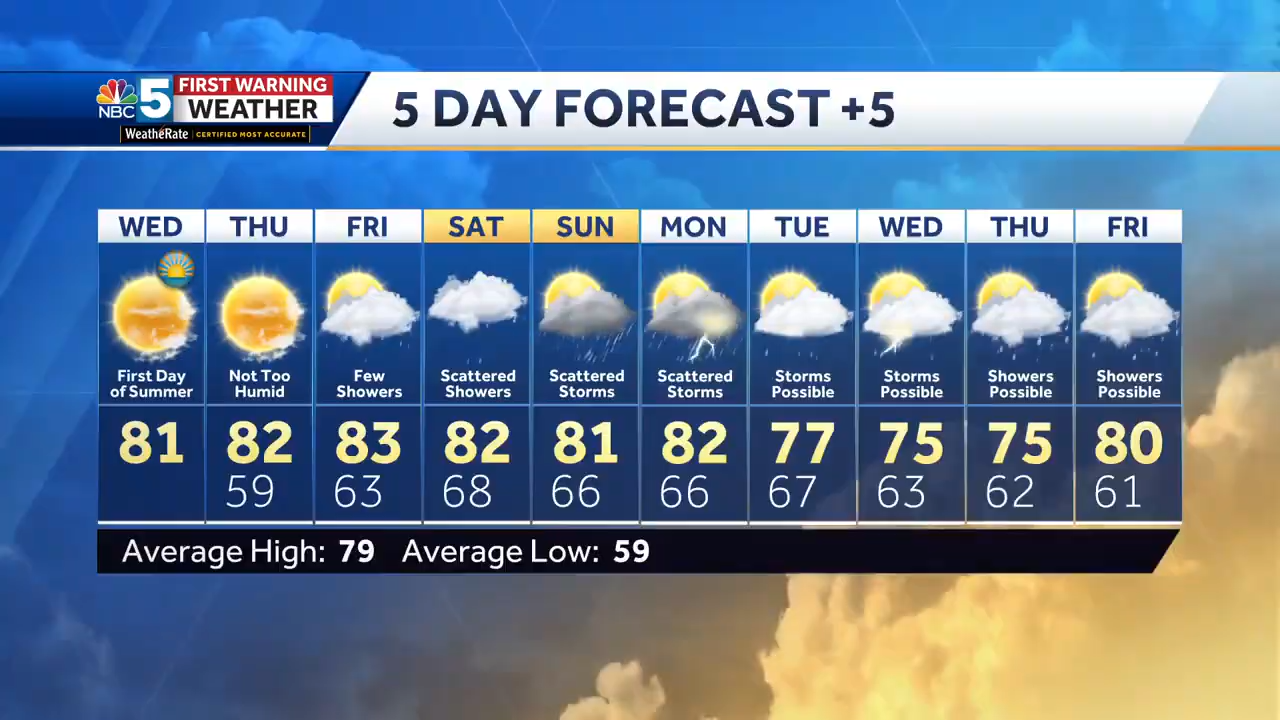 NBC 5 FIRST WARNING
WEATHER
WeatheRate CERTIFIED MOST ACCURATE
5 DAY FORECAST +5
WED THU FRI SAT SUN MON TUE WED THU FRI
First Day Not Too Few Scattered Scattered Scattered Storms Storms Showers Showers
of Summer Humid Showers Showers Storms Storms Possible Possible Possible Possible
81 82 83 82 81 82 77 75 75 80
59 63 68 66 66 67 63 62 61
Average High: 79 Average Low: 59